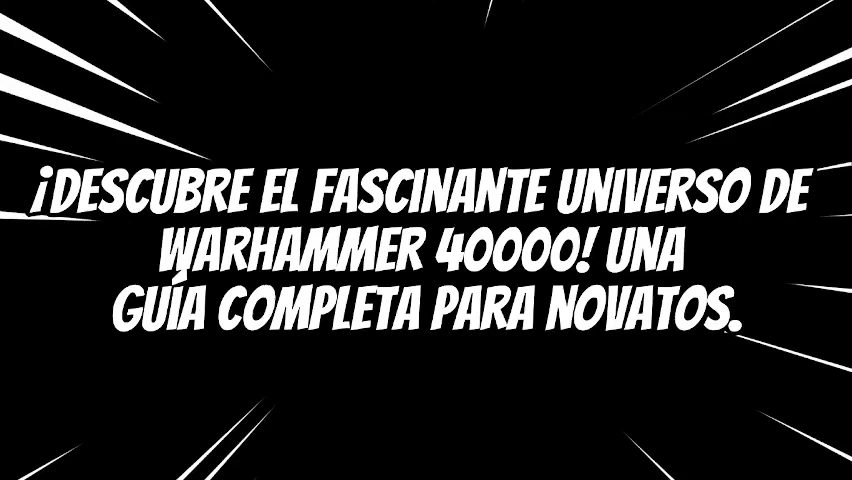 ¡DESCUBRE EL FASCINANTE UNIVERSO DE
WARHAMMER 40000! UNA
GUÍA COMPLETA PARA NOVATOS.